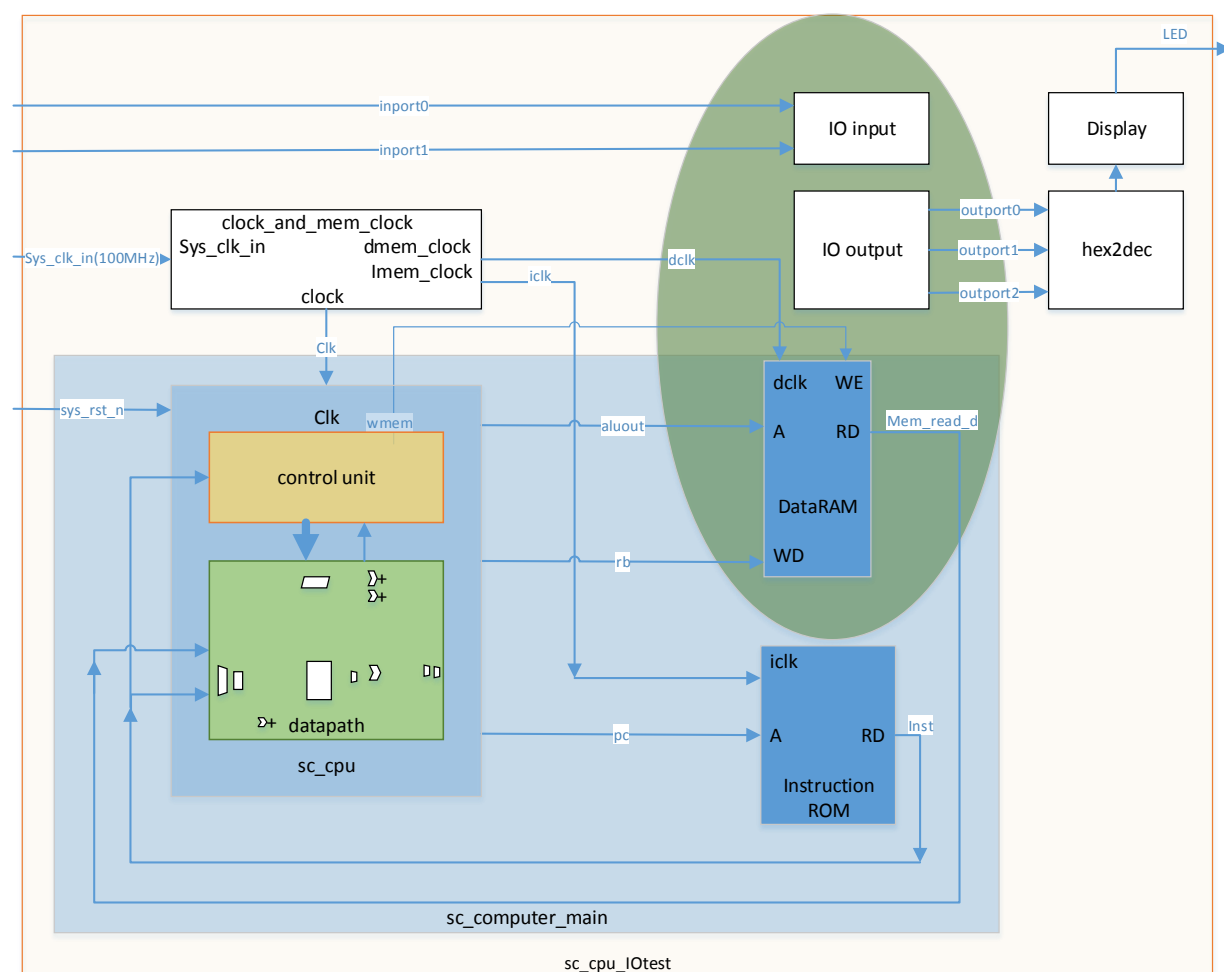 LED
inport0
IO input
Display
inport1
outport0
clock_and_mem_clock
Sys_clk_in
dmem_clock
IO output
outport1
hex2dec
Sys_clk_in(100MHz)
dclk
Imem_clock
iclk
outport2
clock
Clk
dclk
WE
sys_rst_n
Clk
wmem
aluout
A
RD
Mem_read_d
control unit
DataRAM
WD
rb
iclk
datapath
pc
A
RD
Inst
sc_cpu
Instruction
ROM
sc_computer_main
sc_cpu_IOtest